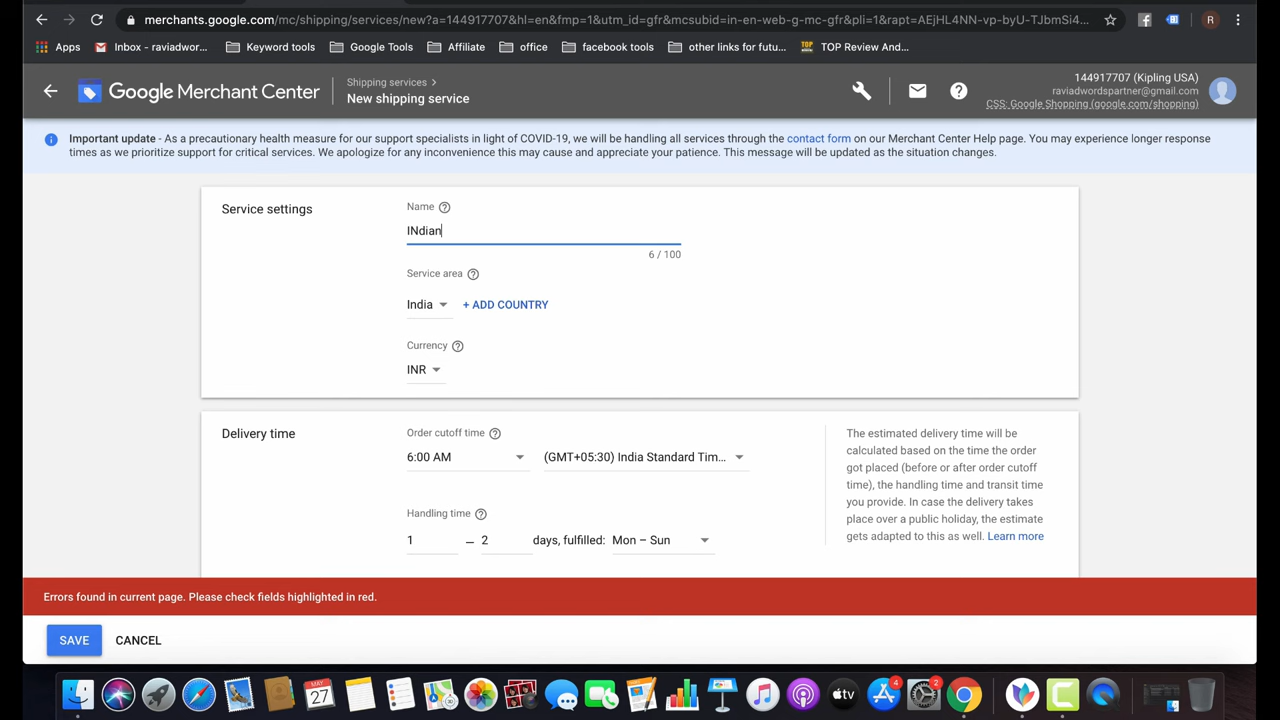 merchants.google.com/mc/shipping/services/new?a=144917707&hl=en&fmp=1&utm_id=gfr&mcsubid=in-en-web-g-mc-gfr&pli=1&rapt=AEjHL4NN-vp-byU-TJbmSi4...
R
Apps
Inbox - raviadwor...
Keyword tools
Google Tools
Affiliate
office
facebook tools
other links for futu...
TOP Review And...
Google Merchant Center
Shipping services >
New shipping service
144917707 (Kipling USA)
raviadwordspartner@gmail.com
CSS: Google Shopping (google.com/shopping)
Important update - As a precautionary health measure for our support specialists in light of COVID-19, we will be handling all services through the contact form on our Merchant Center Help page. You may experience longer response
times as we prioritize support for critical services. We apologize for any inconvenience this may cause and appreciate your patience. This message will be updated as the situation changes.
Service settings
Name
INdian
6 / 100
Service area
India
+ ADD COUNTRY
Currency
INR
Delivery time
Order cutoff time
6:00 AM
(GMT+05:30) India Standard Tim...
Handling time
1 – 2 days, fulfilled: Mon – Sun
The estimated delivery time will be
calculated based on the time the order
got placed (before or after order cutoff
time), the handling time and transit time
you provide. In case the delivery takes
place over a public holiday, the estimate
gets adapted to this as well. Learn more
Errors found in current page. Please check fields highlighted in red.
SAVE
CANCEL
MAY
27
tv
4
2